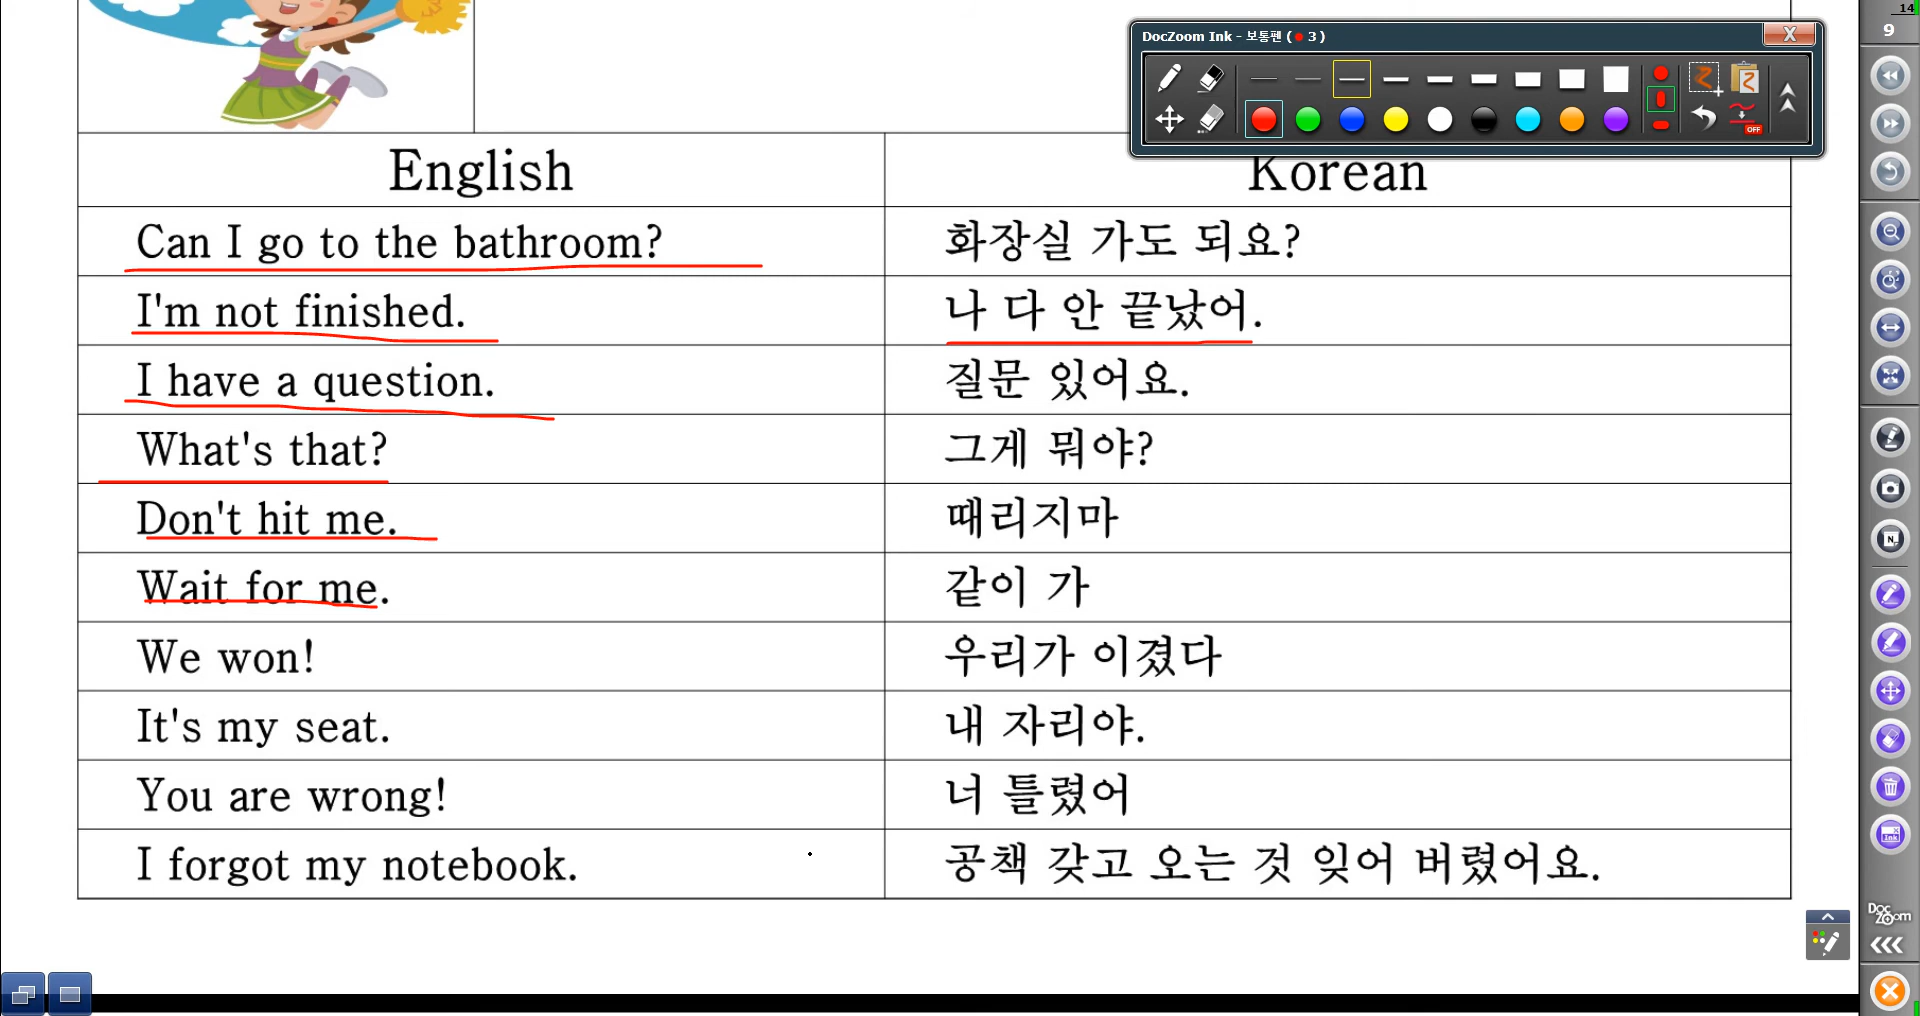 14
9
DocZoom Ink - 보통펜 ( 3 )
OFF
English Korean
Can I go to the bathroom? 화장실 가도 되요?
I'm not finished. 나 다 안 끝났어.
I have a question. 질문 있어요.
What's that? 그게 뭐야?
Don't hit me. 때리지마
Wait for me. 같이 가
We won! 우리가 이겼다
It's my seat. 내 자리야.
You are wrong! 너 틀렸어
I forgot my notebook. 공책 갖고 오는 것 잊어 버렸어요.
N
Ink
Doc
Zoom